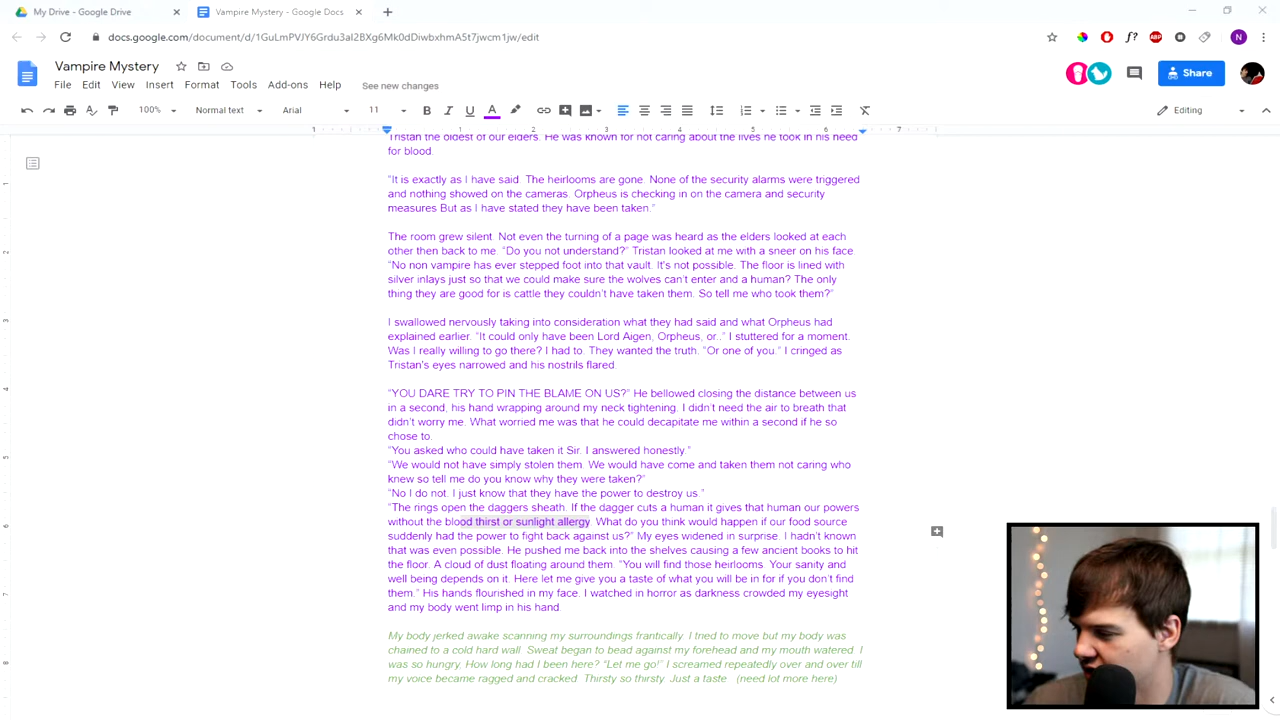 My Drive - Google Drive
Vampire Mystery - Google Docs
docs.google.com/document/d/1GuLmPVJY6Grdu3aI2BXg6Mk0dDiwbxhmA5t7jwcm1jw/edit
f?
ABP
N
Vampire Mystery
File Edit View Insert Format Tools Add-ons Help See new changes
Share
100% Normal text Arial 11 B I U A Editing
1 1 2 3 4 5 6 7
Tristan the oldest of our elders. He was known for not caring about the lives he took in his need
for blood.
"It is exactly as I have said. The heirlooms are gone. None of the security alarms were triggered
and nothing showed on the cameras. Orpheus is checking in on the camera and security
measures But as I have stated they have been taken."
The room grew silent. Not even the turning of a page was heard as the elders looked at each
other then back to me. "Do you not understand?" Tristan looked at me with a sneer on his face.
"No non vampire has ever stepped foot into that vault. It's not possible. The floor is lined with
silver inlays just so that we could make sure the wolves can't enter and a human? The only
thing they are good for is cattle they couldn't have taken them. So tell me who took them?"
I swallowed nervously taking into consideration what they had said and what Orpheus had
explained earlier. "It could only have been Lord Aigen, Orpheus, or.." I stuttered for a moment.
Was I really willing to go there? I had to. They wanted the truth. "Or one of you." I cringed as
Tristan's eyes narrowed and his nostrils flared.
"YOU DARE TRY TO PIN THE BLAME ON US?" He bellowed closing the distance between us
in a second, his hand wrapping around my neck tightening. I didn't need the air to breath that
didn't worry me. What worried me was that he could decapitate me within a second if he so
chose to.
"You asked who could have taken it Sir. I answered honestly."
"We would not have simply stolen them. We would have come and taken them not caring who
knew so tell me do you know why they were taken?"
"No I do not. I just know that they have the power to destroy us."
"The rings open the daggers sheath. If the dagger cuts a human it gives that human our powers
without the blood thirst or sunlight allergy. What do you think would happen if our food source
suddenly had the power to fight back against us?" My eyes widened in surprise. I hadn't known
that was even possible. He pushed me back into the shelves causing a few ancient books to hit
the floor. A cloud of dust floating around them. "You will find those heirlooms. Your sanity and
well being depends on it. Here let me give you a taste of what you will be in for if you don't find
them." His hands flourished in my face. I watched in horror as darkness crowded my eyesight
and my body went limp in his hand.
My body jerked awake scanning my surroundings frantically. I tried to move but my body was
chained to a cold hard wall. Sweat began to bead against my forehead and my mouth watered. I
was so hungry. How long had I been here? "Let me go!" I screamed repeatedly over and over till
my voice became ragged and cracked. Thirsty so thirsty. Just a taste (need lot more here)
1
2
3
4
5
6
7
8